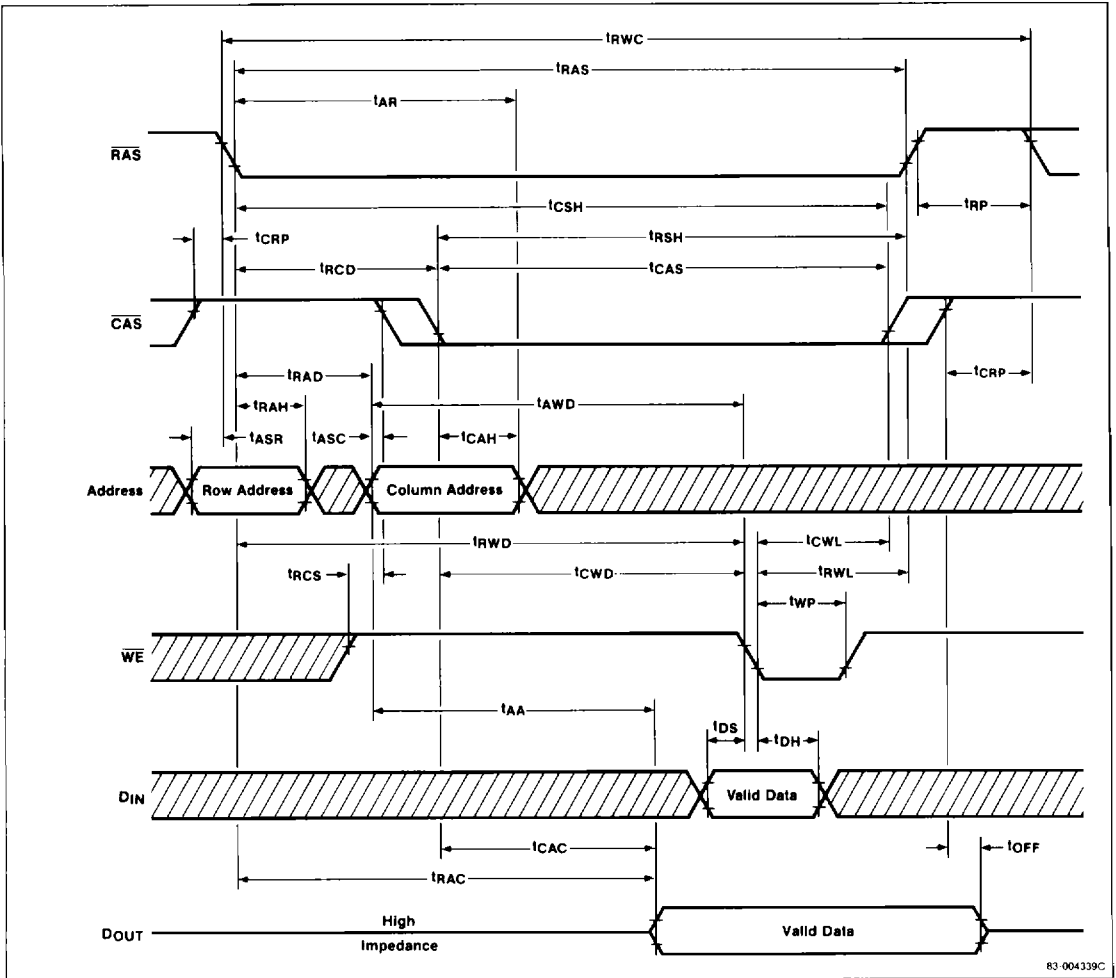 tRWC
tRAS
tAR
RAS
tCSH
tRP
tCRP
tRSH
tRCD
tCAS
CAS
tRAD
tCRP
tAWD
tRAH
tASR
tASC
tCAH
Address
Row Address
Column Address
tRWD
tCWL
tRCS
tCWD
tRWL
tWP
WE
tAA
tDS
tDH
DIN
Valid Data
tCAC
tOFF
tRAC
DOUT
High
Impedance
Valid Data
83-004339C